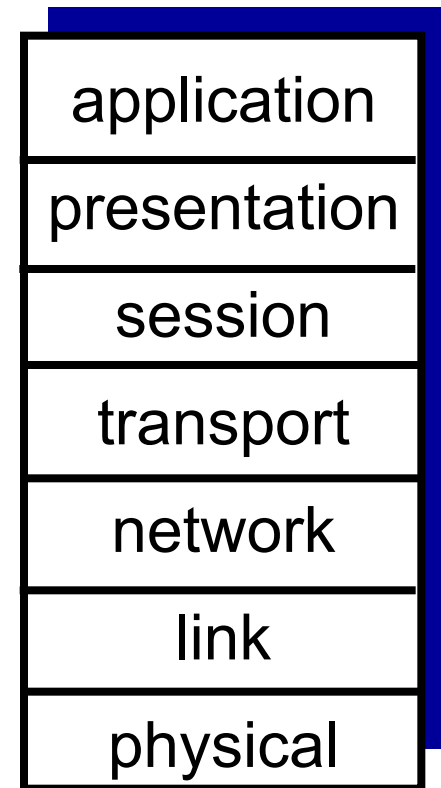 application
presentation
session
transport
network
link
physical